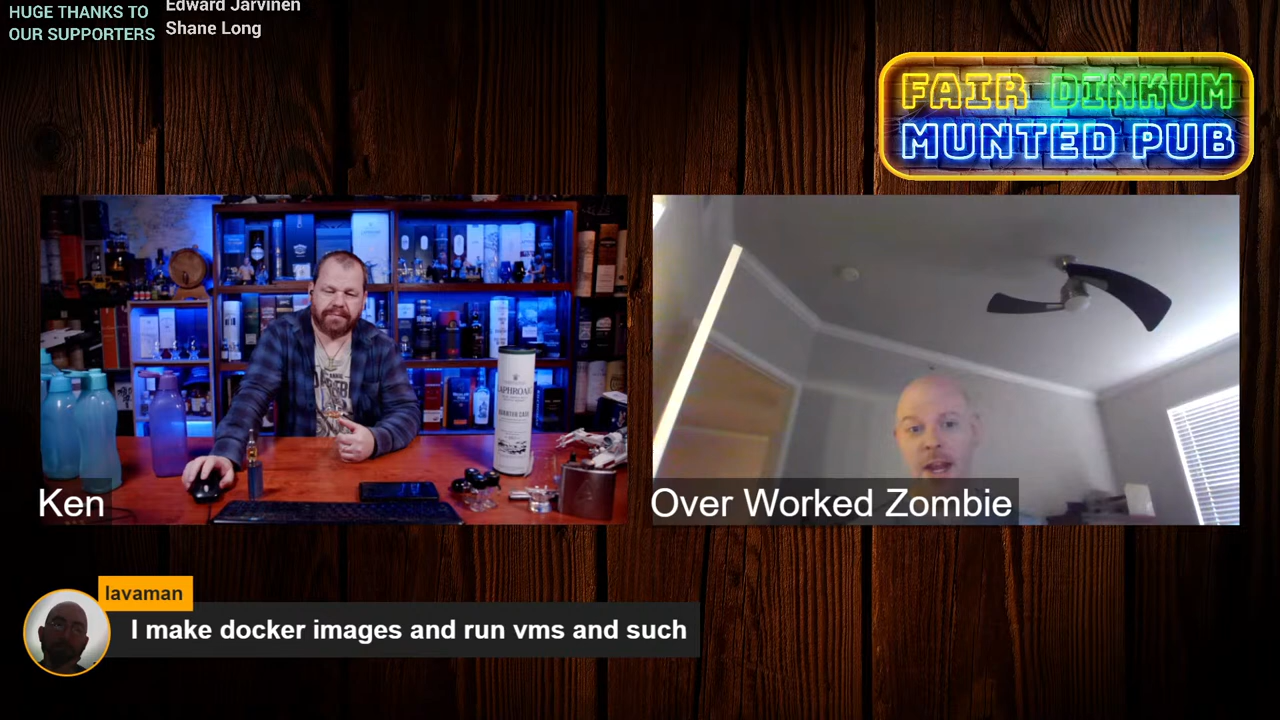 HUGE THANKS TO
OUR SUPPORTERS
Edward Jarvinen
Shane Long
FAIR DINKUM
MUNTED PUB
Ken
Over Worked Zombie
lavaman
I make docker images and run vms and such